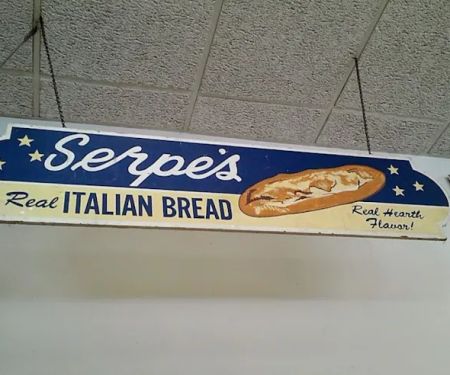 Serpe's
Real ITALIAN BREAD
Real Hearth
Flavor!